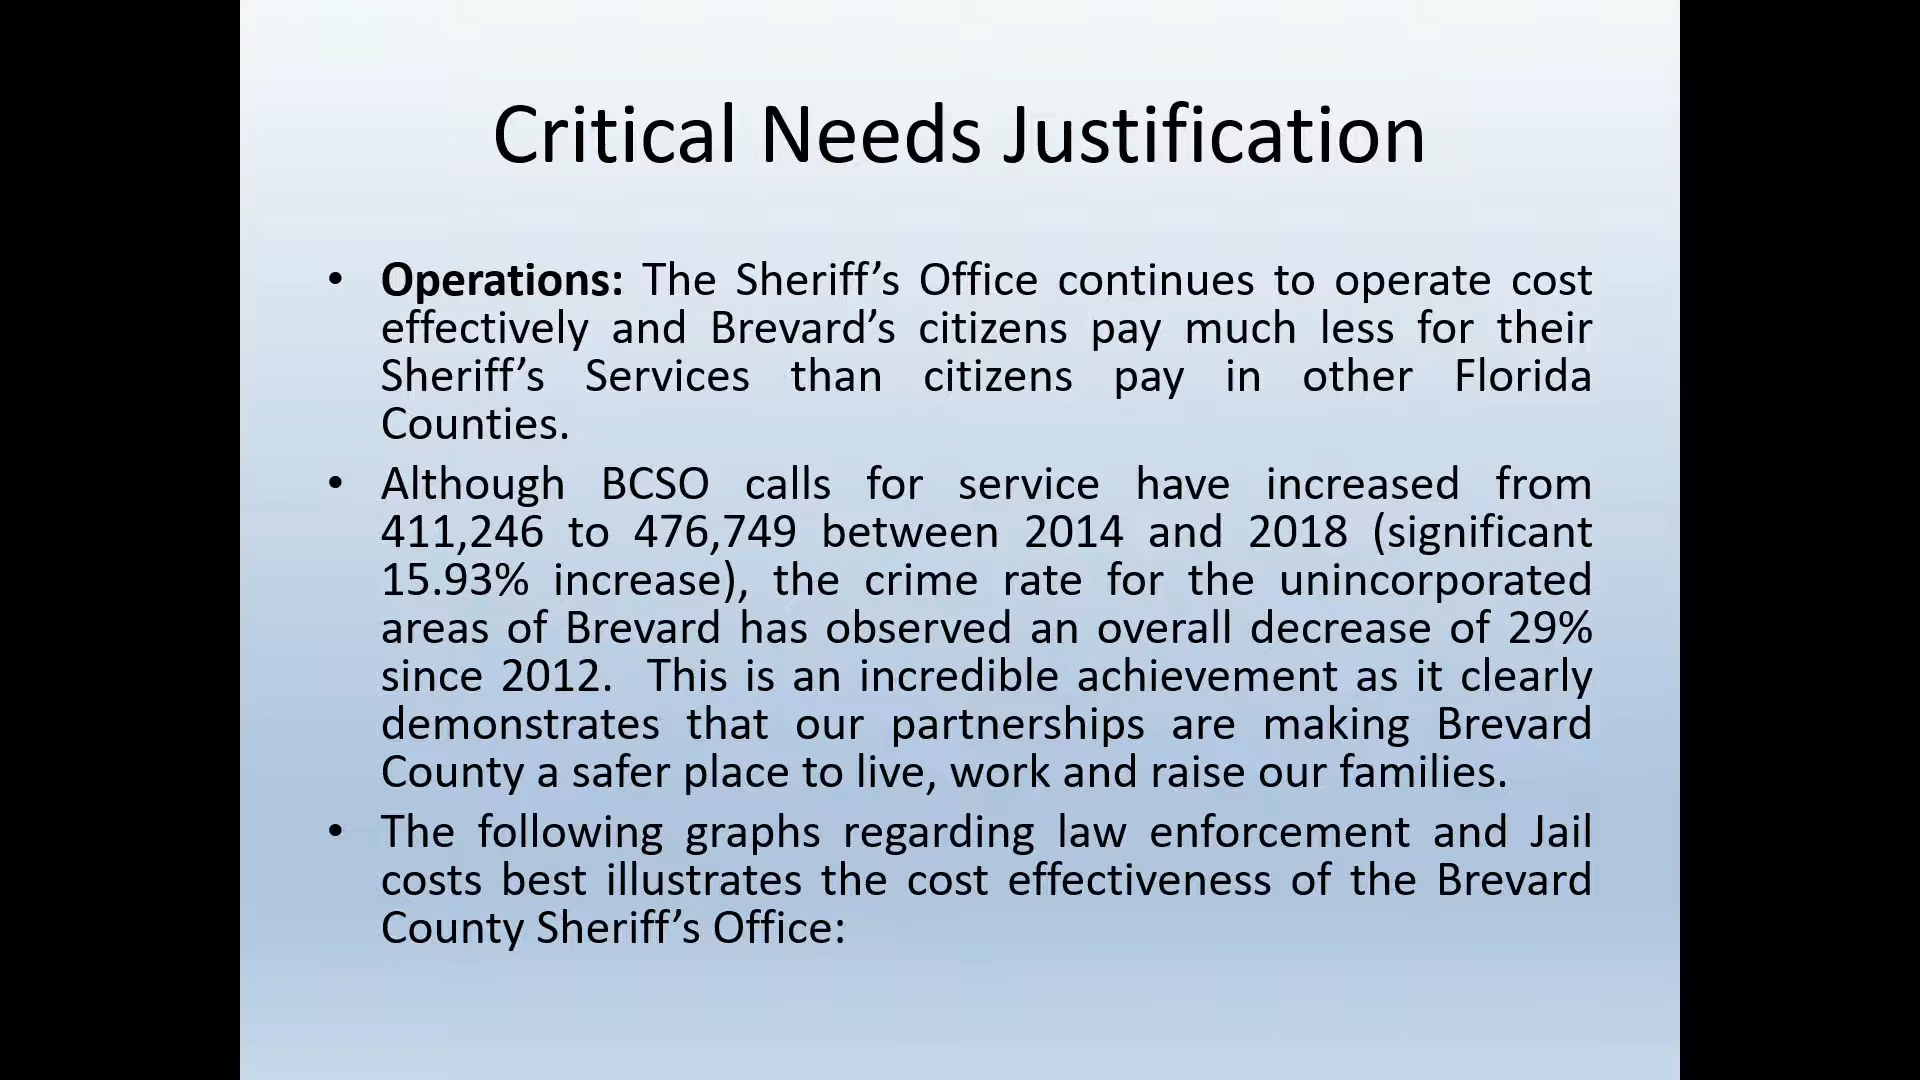 Critical Needs Justification
• Operations: The Sheriff’s Office continues to operate cost
effectively and Brevard’s citizens pay much less for their
Sheriff’s Services than citizens pay in other Florida
Counties.
• Although BCSO calls for service have increased from
411,246 to 476,749 between 2014 and 2018 (significant
15.93% increase), the crime rate for the unincorporated
areas of Brevard has observed an overall decrease of 29%
since 2012.  This is an incredible achievement as it clearly
demonstrates that our partnerships are making Brevard
County a safer place to live, work and raise our families.
• The following graphs regarding law enforcement and Jail
costs best illustrates the cost effectiveness of the Brevard
County Sheriff’s Office: